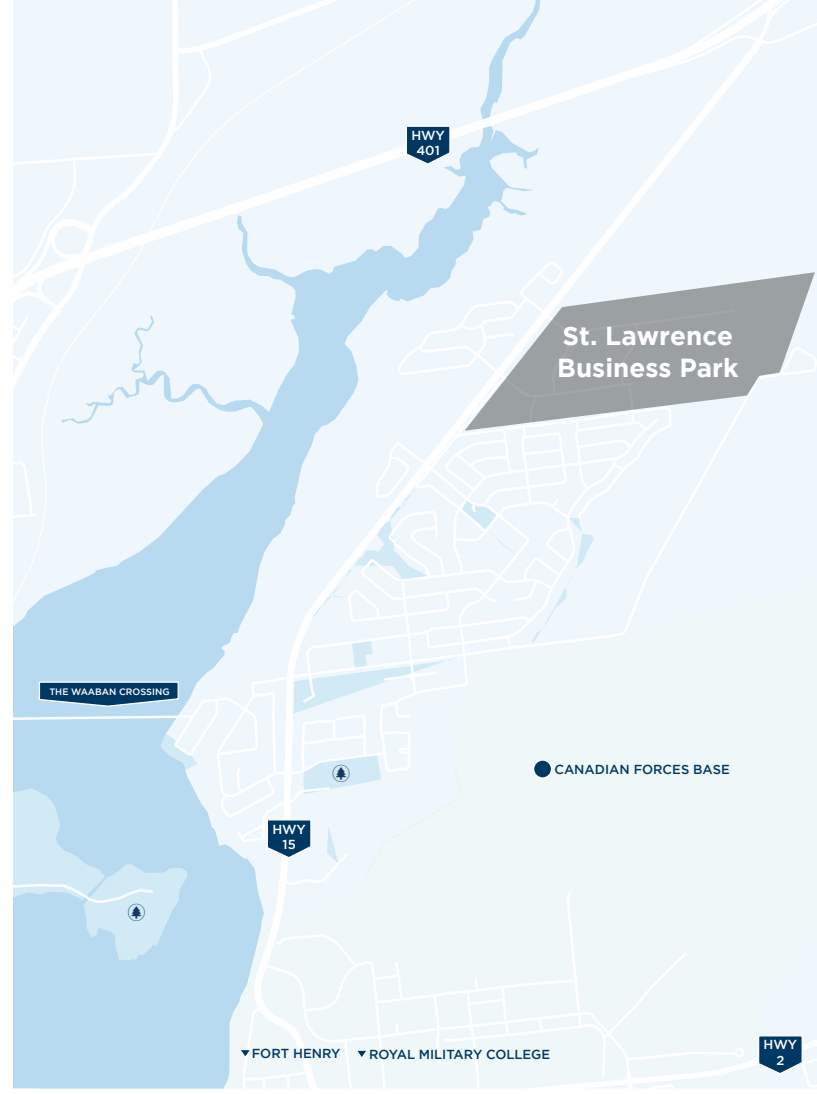 HWY
401
St. Lawrence
Business Park
THE WAABAN CROSSING
CANADIAN FORCES BASE
HWY
15
FORT HENRY
ROYAL MILITARY COLLEGE
HWY
2